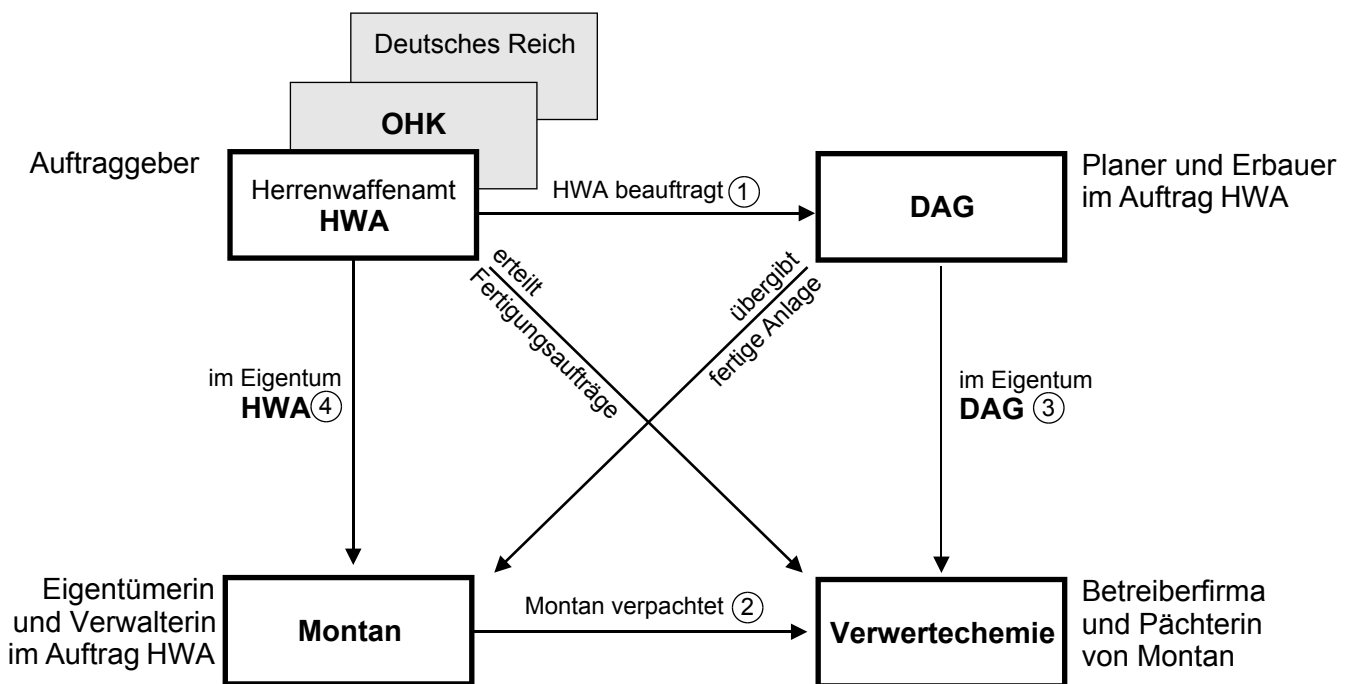 Deutsches Reich
OHK
Auftraggeber
Herrenwaffenamt
HWA
HWA beauftragt 1
DAG
Planer und Erbauer
im Auftrag HWA
erteilt
Fertigungsaufträge
übergibt
fertige Anlage
im Eigentum
HWA 4
im Eigentum
DAG 3
Eigentümerin
und Verwalterin
im Auftrag HWA
Montan
Montan verpachtet 2
Verwertechemie
Betreiberfirma
und Pächterin
von Montan